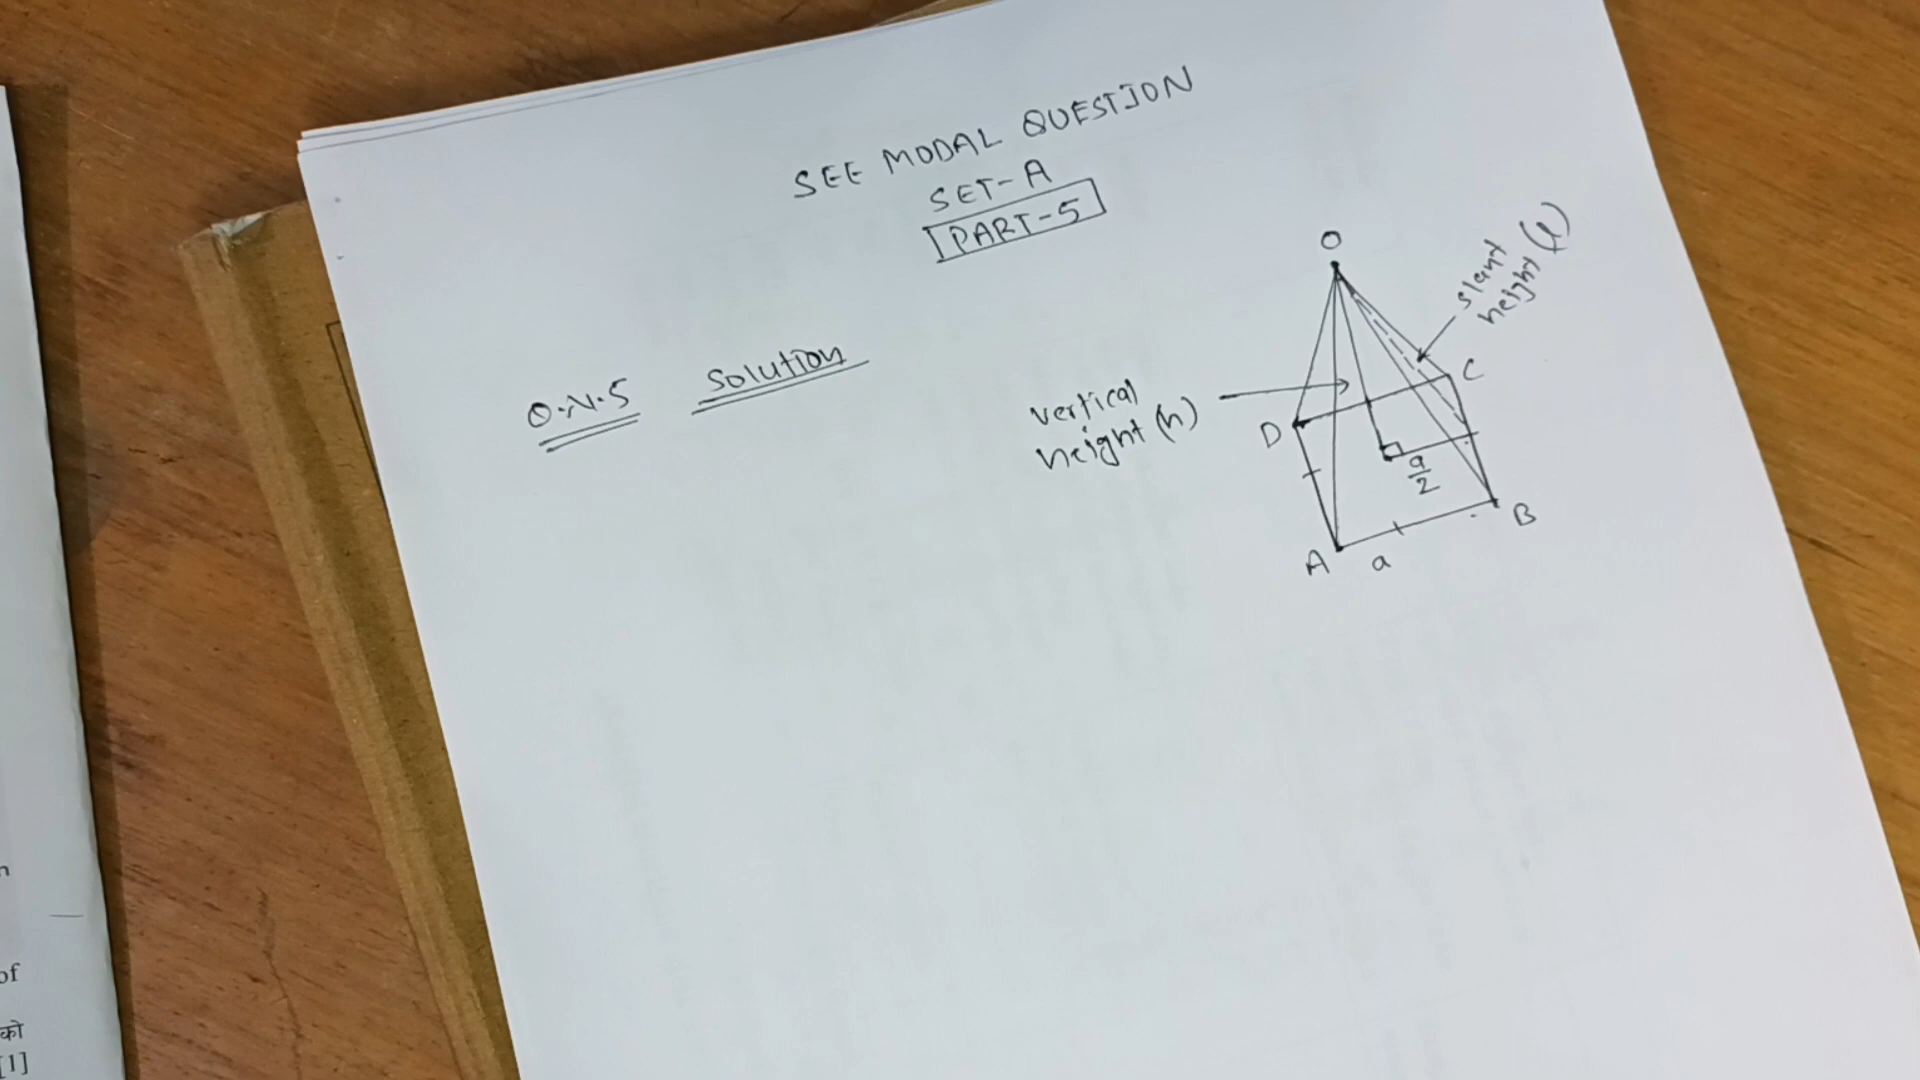 SEE MODAL QUESTION
SET-A
PART-5
Q.N.5 Solution
O
slant
height (l)
vertical
height (h)
D
C
a/2
A
a
B
of
को
[1]